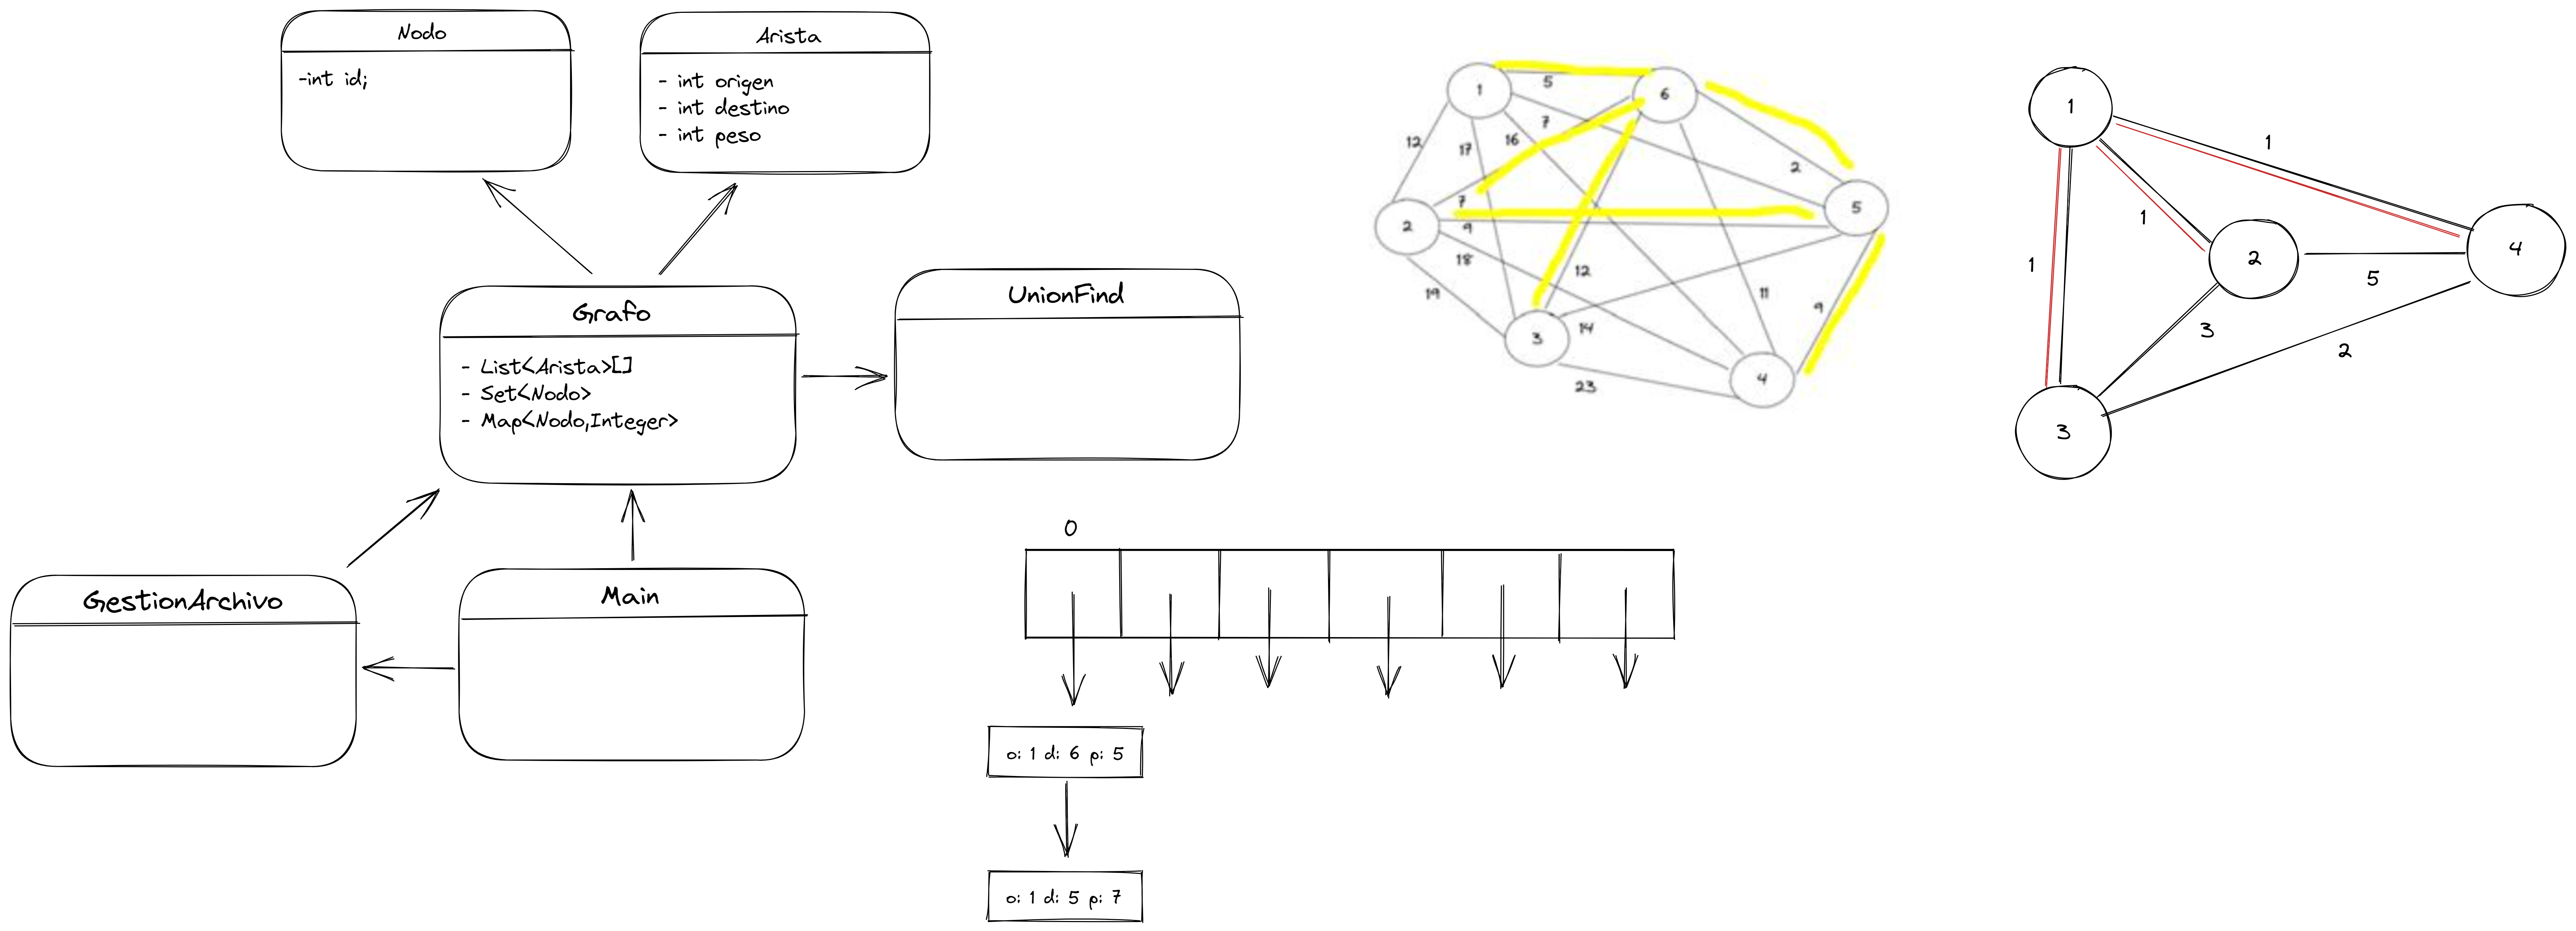 Nodo
-int id;
Arista
- int origen
- int destino
- int peso
Grafo
- List<Arista>[]
- Set<Nodo>
- Map<Nodo,Integer>
UnionFind
GestionArchivo
Main
1
6
5
7
16
12
17
2
7
2
5
9
18
12
19
11
9
3
14
4
23
1
1
1
4
2
1
5
3
2
3
0
o: 1 d: 6 p: 5
o: 1 d: 5 p: 7